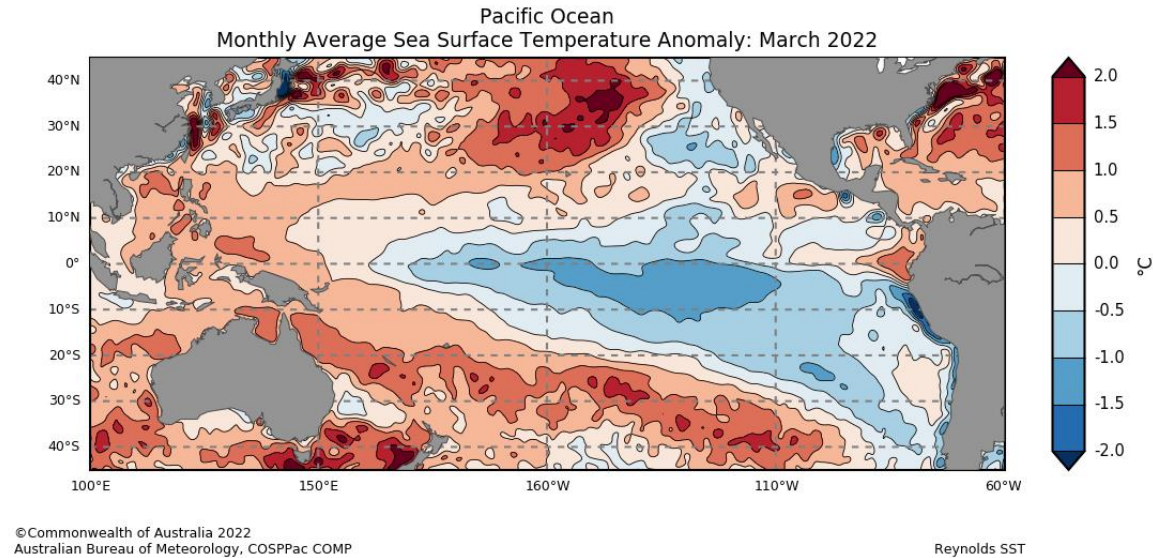 Pacific Ocean
Monthly Average Sea Surface Temperature Anomaly: March 2022
40°N
30°N
20°N
10°N
0°
10°S
20°S
30°S
40°S
100°E
150°E
160°W
110°W
60°W
2.0
1.5
1.0
0.5
0.0
-0.5
-1.0
-1.5
-2.0
°C
©Commonwealth of Australia 2022
Australian Bureau of Meteorology, COSPPac COMP
Reynolds SST